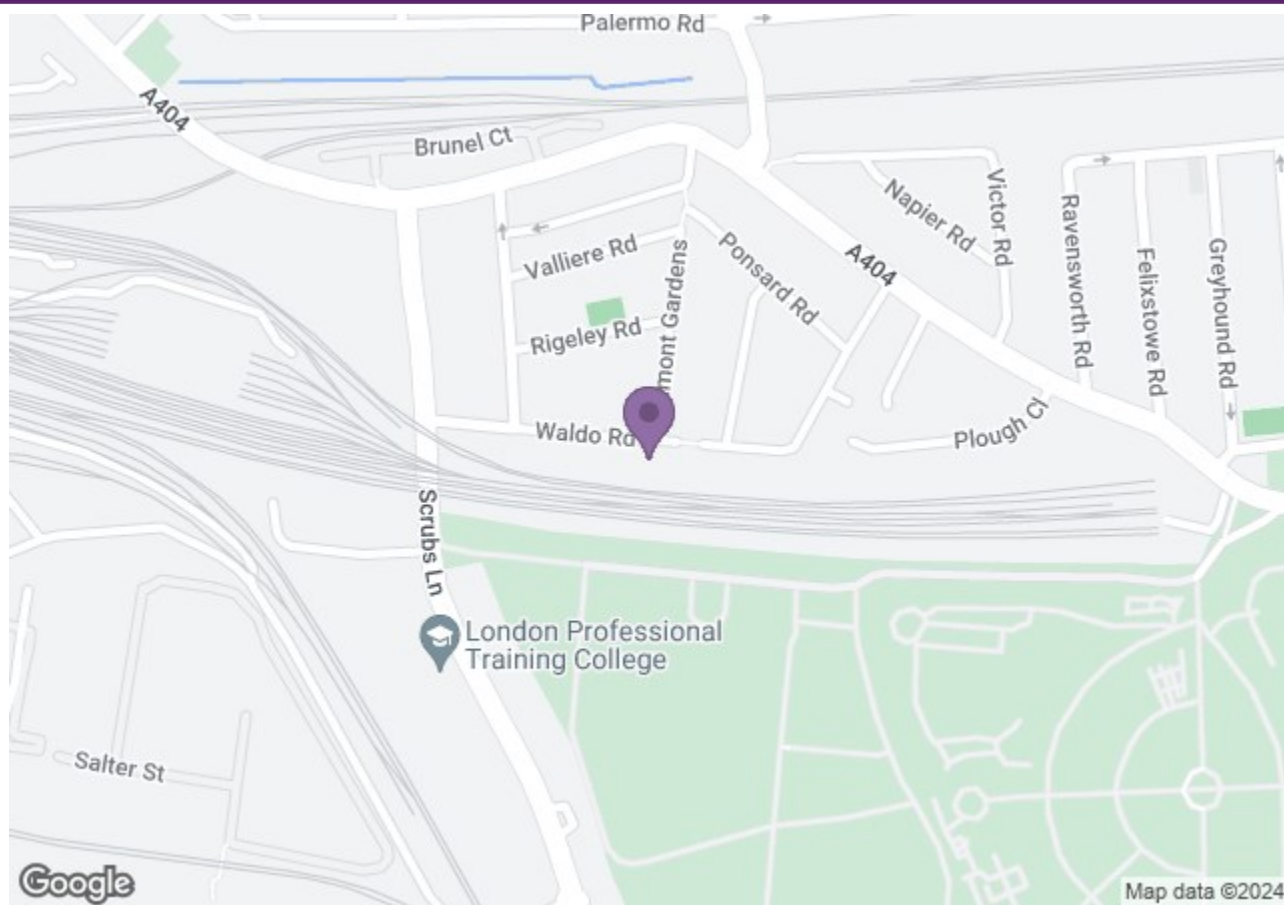 Palermo Rd
A404
Brunel Ct
Victor Rd
Napier Rd
Ravensworth Rd
Felixstowe Rd
Greyhound Rd
Valliere Rd
Ponsard Rd
A404
mont Gardens
Rigeley Rd
Waldo Rd
Plough Cl
Scrubs Ln
London Professional
Training College
Salter St
Google
Map data ©2024